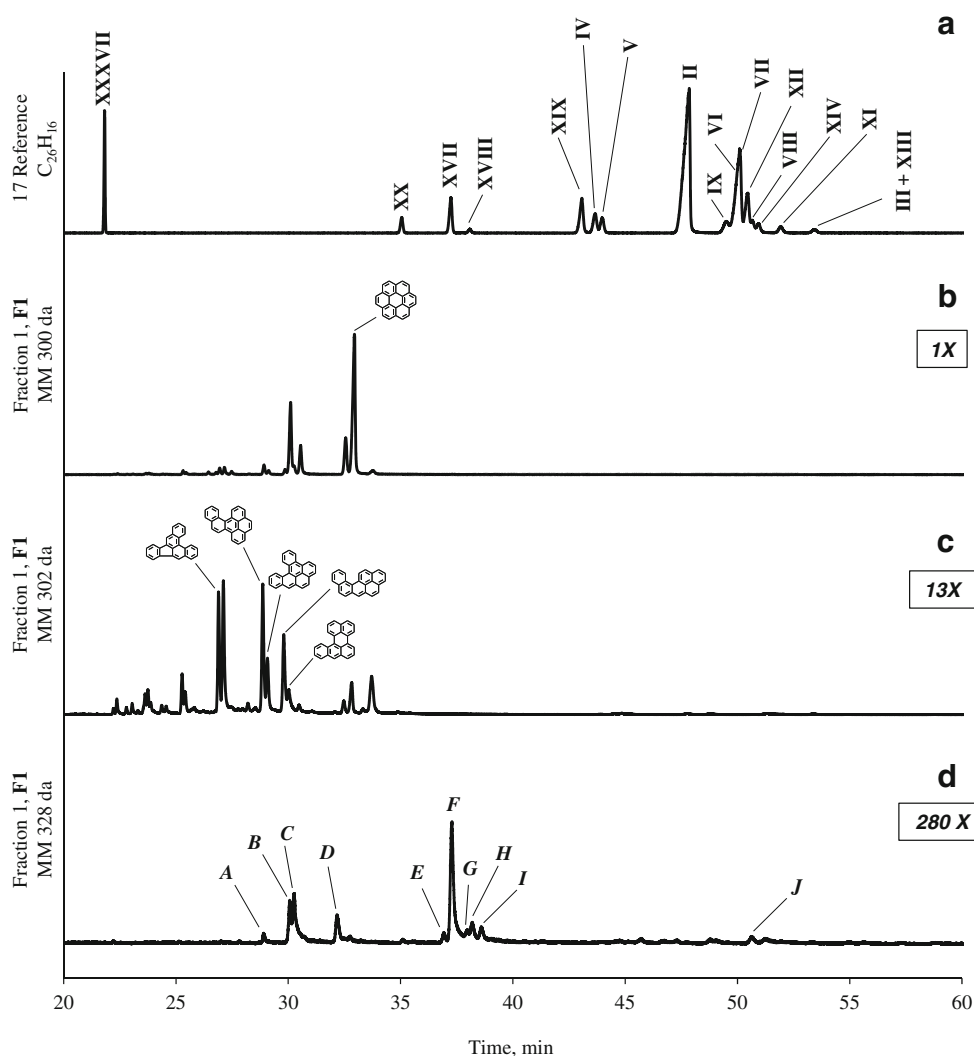 a
17 Reference
C26H16
XXXVII
XX
XVII
XVIII
XIX
IV
V
II
IX
VI
VII
XII
VIII
XIV
XI
III + XIII
b
Fraction 1, F1
MM 300 da
1X
c
Fraction 1, F1
MM 302 da
13X
d
Fraction 1, F1
MM 328 da
280 X
A
B
C
D
E
F
G
H
I
J
20
25
30
35
40
45
50
55
60
Time, min